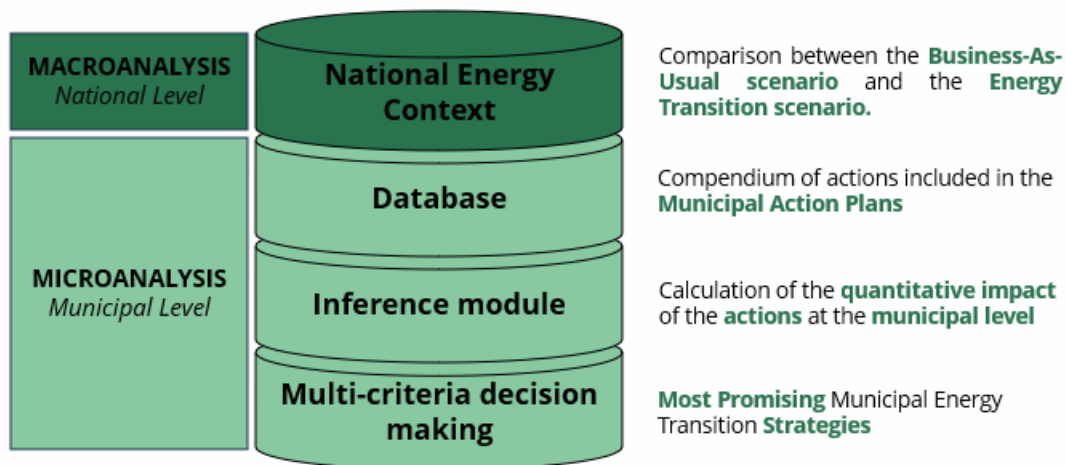 MACROANALYSIS
National Level
National Energy
Context
Comparison between the Business-As-
Usual scenario and the Energy
Transition scenario.
MICROANALYSIS
Municipal Level
Database
Compendium of actions included in the
Municipal Action Plans
Inference module
Calculation of the quantitative impact
of the actions at the municipal level
Multi-criteria decision
making
Most Promising Municipal Energy
Transition Strategies